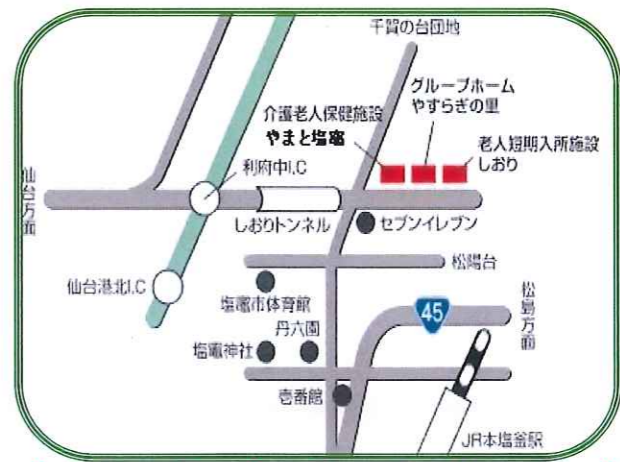 千賀の台団地
グループホーム
やすらぎの里
介護老人保健施設
やまと塩竈
老人短期入所施設
しおり
利府中I.C
仙台方面
しおりトンネル
セブンイレブン
松陽台
仙台港北I.C
塩竈市体育館
45
松島方面
丹六園
塩竈神社
壱番館
JR本塩釜駅